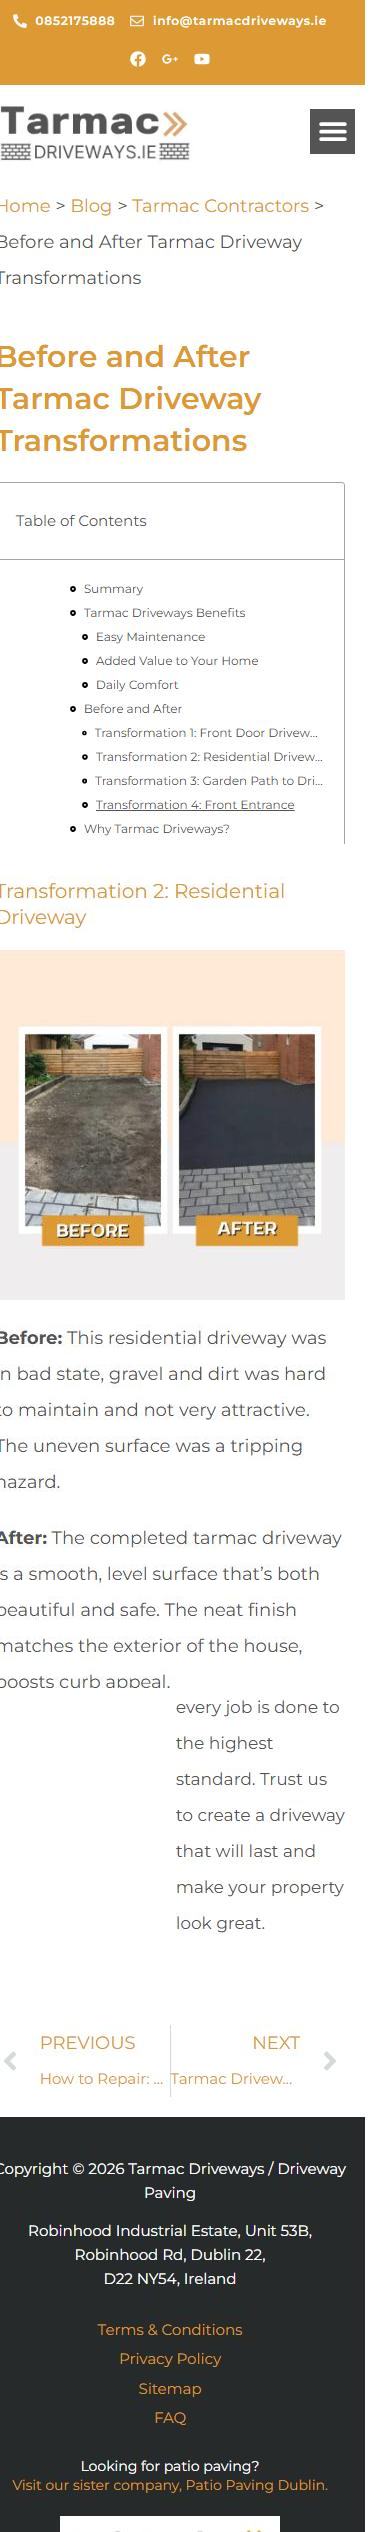 0852175888 info@tarmacdriveways.ie
G+
Tarmac
DRIVEWAYS.IE
Home > Blog > Tarmac Contractors >
Before and After Tarmac Driveway
Transformations
Before and After
Tarmac Driveway
Transformations
Table of Contents
Summary
Tarmac Driveways Benefits
Easy Maintenance
Added Value to Your Home
Daily Comfort
Before and After
Transformation 1: Front Door Drivew...
Transformation 2: Residential Drivew...
Transformation 3: Garden Path to Dri...
Transformation 4: Front Entrance
Why Tarmac Driveways?
Transformation 2: Residential
Driveway
BEFORE AFTER
Before: This residential driveway was
in bad state, gravel and dirt was hard
to maintain and not very attractive.
The uneven surface was a tripping
hazard.
After: The completed tarmac driveway
is a smooth, level surface that's both
beautiful and safe. The neat finish
matches the exterior of the house,
boosts curb appeal.
every job is done to
the highest
standard. Trust us
to create a driveway
that will last and
make your property
look great.
PREVIOUS NEXT
How to Repair: ... Tarmac Drivew...
Copyright © 2026 Tarmac Driveways / Driveway
Paving
Robinhood Industrial Estate, Unit 53B,
Robinhood Rd, Dublin 22,
D22 NY54, Ireland
Terms & Conditions
Privacy Policy
Sitemap
FAQ
Looking for patio paving?
Visit our sister company, Patio Paving Dublin.